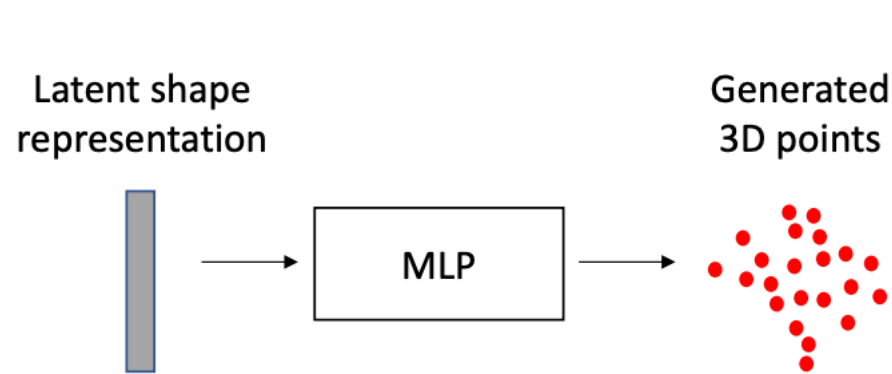 Latent shape
representation
MLP
Generated
3D points